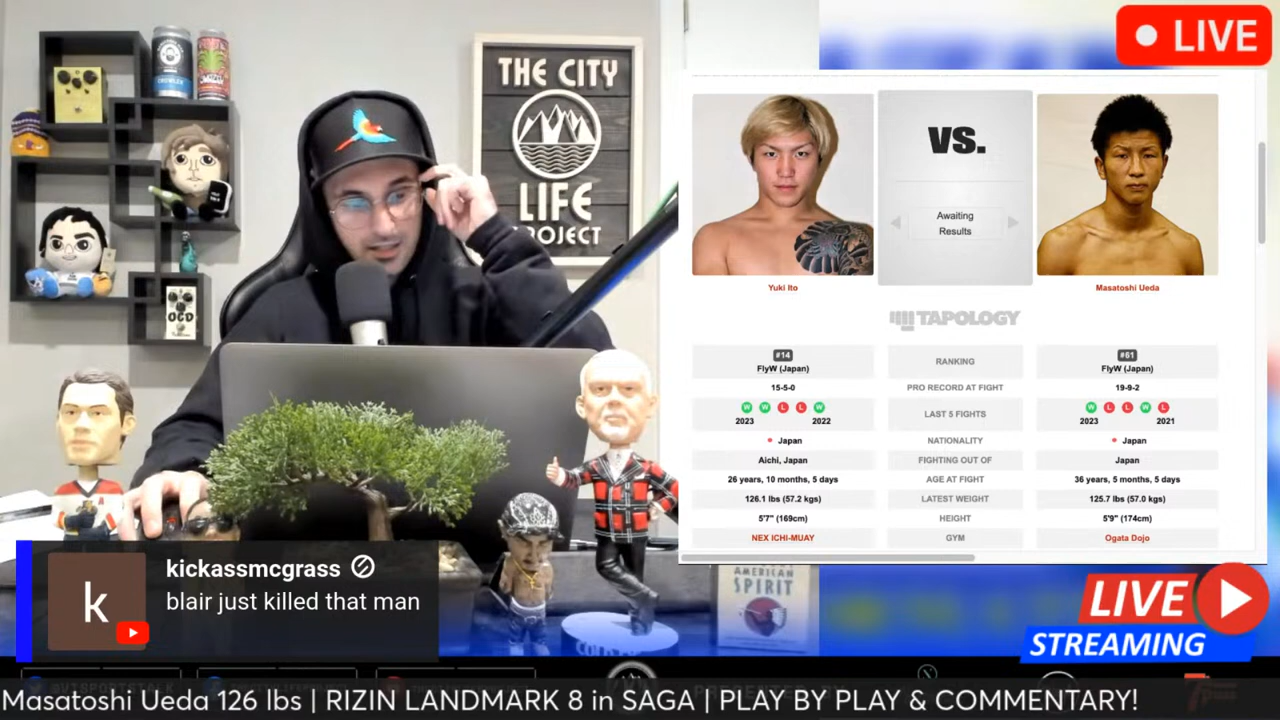 LIVE
THE CITY
LIFE
PROJECT
OCD
VS.
Awaiting
Results
Yuki Ito
Masatoshi Ueda
TAPOLOGY
#14
FlyW (Japan)
RANKING
#61
FlyW (Japan)
15-5-0
PRO RECORD AT FIGHT
19-9-2
W W L L W
2023 2022
LAST 5 FIGHTS
W L L W L
2023 2021
Japan
NATIONALITY
Japan
Aichi, Japan
FIGHTING OUT OF
Japan
26 years, 10 months, 5 days
AGE AT FIGHT
36 years, 5 months, 5 days
126.1 lbs (57.2 kgs)
LATEST WEIGHT
125.7 lbs (57.0 kgs)
5'7" (169cm)
HEIGHT
5'9" (174cm)
NEX ICHI-MUAY
GYM
Ogata Dojo
kickassmcgrass
k
blair just killed that man
AMERICAN
SPIRIT
LIVE
STREAMING
Masatoshi Ueda 126 lbs | RIZIN LANDMARK 8 in SAGA | PLAY BY PLAY & COMMENTARY!